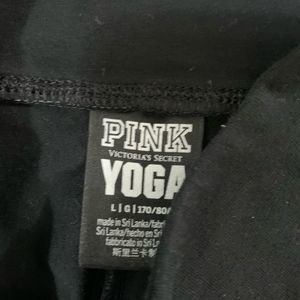 PINK
VICTORIA'S SECRET
YOGA
L | G | 170/80/
made in Sri Lanka/fabri
Sri Lanka/hecho en Sri
fabbricato in Sri Lanka
斯里兰卡制